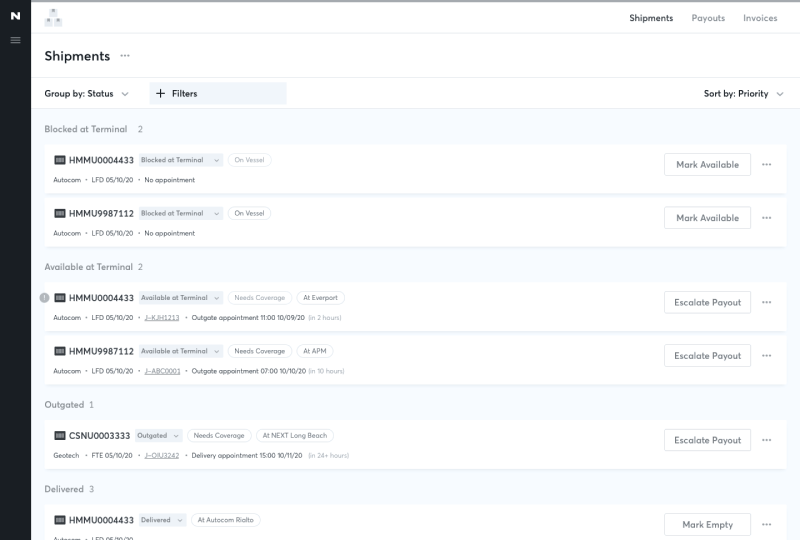 N
Shipments Payouts Invoices
Shipments ...
Group by: Status + Filters Sort by: Priority
Blocked at Terminal 2
HMMU0004433 Blocked at Terminal On Vessel Mark Available
Autocom • LFD 05/10/20 • No appointment
HMMU9987112 Blocked at Terminal On Vessel Mark Available
Autocom • LFD 05/10/20 • No appointment
Available at Terminal 2
! HMMU0004433 Available at Terminal Needs Coverage At Everport Escalate Payout
Autocom • LFD 05/10/20 • J-KJH1213 • Outgate appointment 11:00 10/09/20 (in 2 hours)
HMMU9987112 Available at Terminal Needs Coverage At APM Escalate Payout
Autocom • LFD 05/10/20 • J-ABC0001 • Outgate appointment 07:00 10/10/20 (in 10 hours)
Outgated 1
CSNU0003333 Outgated Needs Coverage At NEXT Long Beach Escalate Payout
Geotech • FTE 05/10/20 • J-OIU3242 • Delivery appointment 15:00 10/11/20 (in 24+ hours)
Delivered 3
HMMU0004433 Delivered At Autocom Rialto Mark Empty
Autocom • LFD 05/10/20